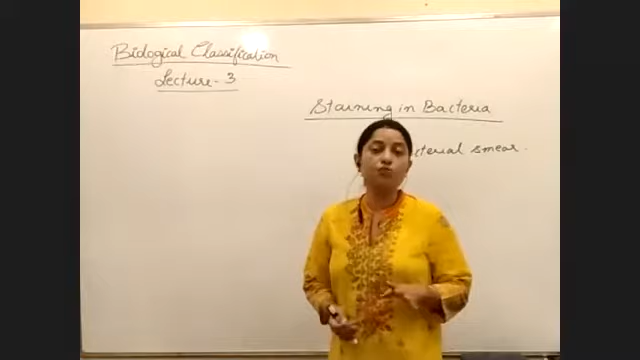 Biological Classification
Lecture - 3
Staining in Bacteria
cterial smear.